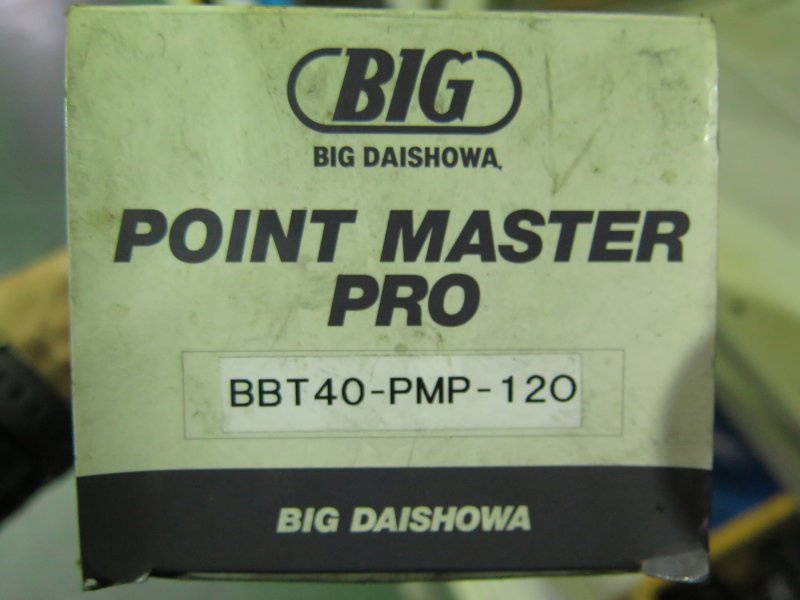 BIG
BIG DAISHOWA.
POINT MASTER
PRO
BBT40-PMP-120
BIG DAISHOWA